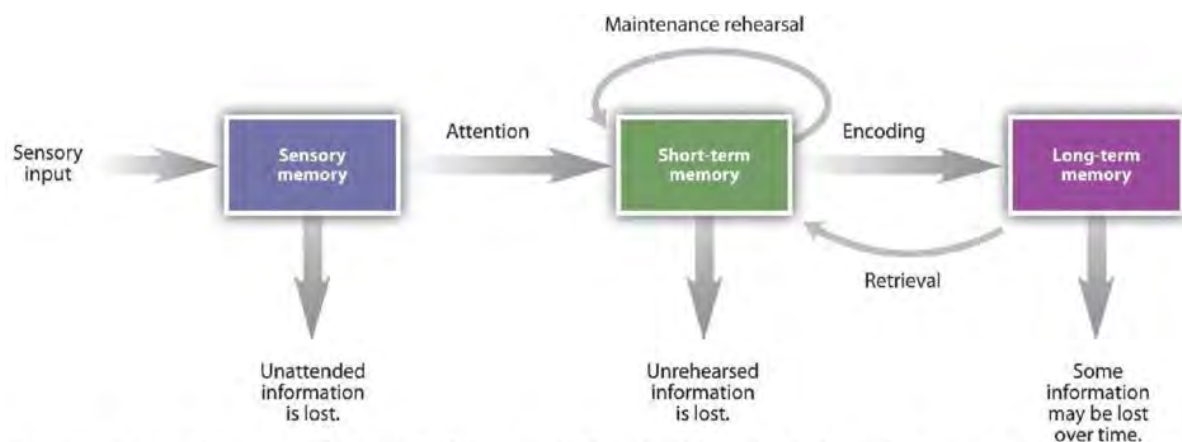 Maintenance rehearsal
Attention
Encoding
Sensory
input
Sensory
memory
Short-term
memory
Long-term
memory
Retrieval
Unattended
information
is lost.
Unrehearsed
information
is lost.
Some
information
may be lost
over time.